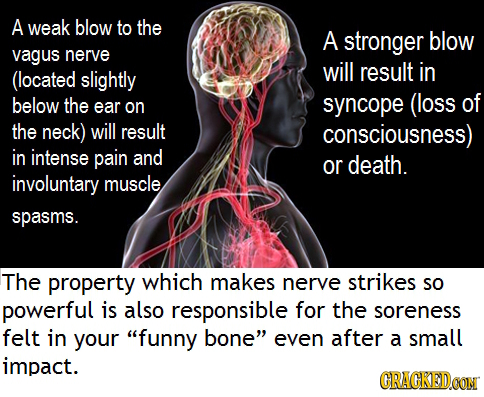 A weak blow to the
vagus nerve
(located slightly
below the ear on
the neck) will result
in intense pain and
involuntary muscle
spasms.
A stronger blow
will result in
syncope (loss of
consciousness)
or death.
The property which makes nerve strikes so
powerful is also responsible for the soreness
felt in your “funny bone” even after a small
impact.
CRACKED.COM